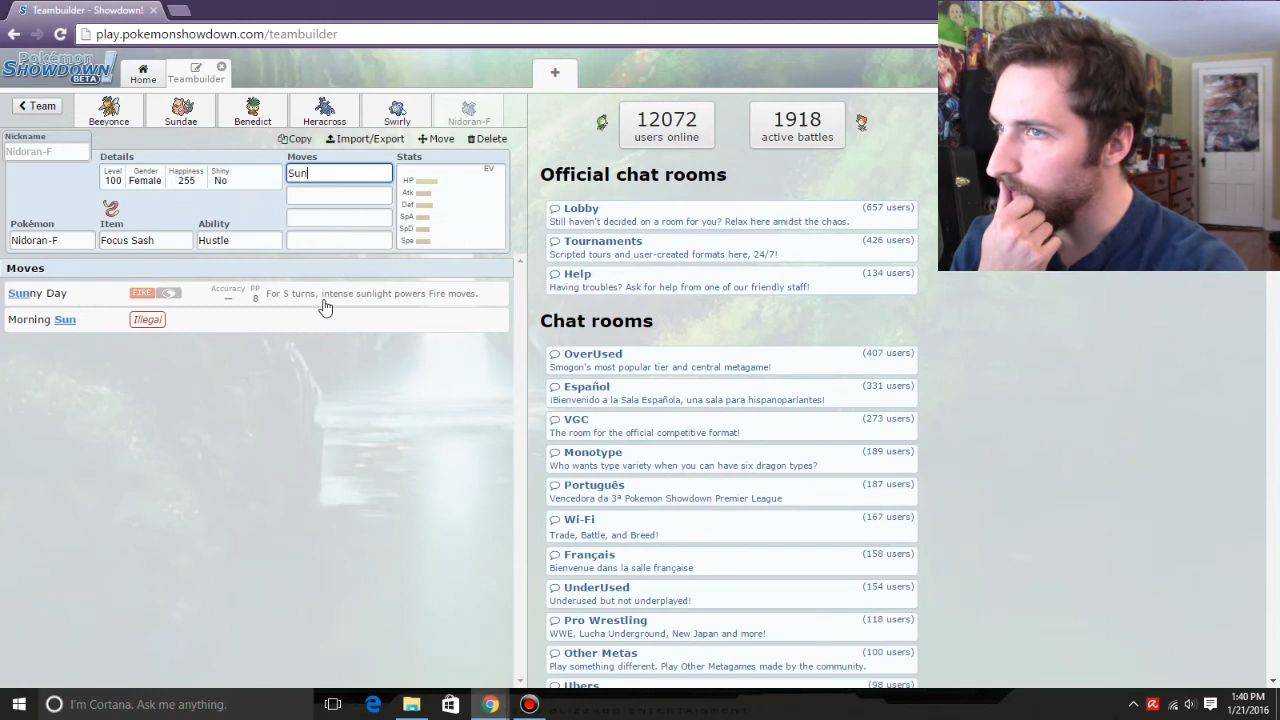 Teambuilder - Showdown!
play.pokemonshowdown.com/teambuilder
Pokémon
SHOWDOWN!
BETA
Home
Teambuilder
+
Team
Beeyonce
Sundae
Benedict
Heracross
Swirly
Nidoran-F
Copy
Import/Export
Move
Delete
Nickname
Nidoran-F
Details
Level Gender Happiness Shiny
100 Female 255 No
Pokémon
Nidoran-F
Item
Focus Sash
Ability
Hustle
Moves
Sun
Stats
EV
HP
Atk
Def
SpA
SpD
Spe
Moves
Sunny Day FIRE Accuracy — PP 8 For 5 turns, intense sunlight powers Fire moves.
Morning Sun Illegal
12072
users online
1918
active battles
Official chat rooms
Lobby (657 users)
Still haven't decided on a room for you? Relax here amidst the chaos.
Tournaments (426 users)
Scripted tours and user-created formats here, 24/7!
Help (134 users)
Having troubles? Ask for help from one of our friendly staff!
Chat rooms
OverUsed (407 users)
Smogon's most popular tier and central metagame!
Español (331 users)
¡Bienvenido a la Sala Española, una sala para hispanoparlantes!
VGC (273 users)
The room for the official competitive format!
Monotype (189 users)
Who wants type variety when you can have six dragon types?
Português (187 users)
Vencedora da 3ª Pokemon Showdown Premier League
Wi-Fi (167 users)
Trade, Battle, and Breed!
Français (158 users)
Bienvenue dans la salle française
UnderUsed (154 users)
Underused but not underplayed!
Pro Wrestling (118 users)
WWE, Lucha Underground, New Japan and more!
Other Metas (100 users)
Play something different. Play Other Metagames made by the community.
Ubers (98 users)
I'm Cortana. Ask me anything.
BLIZZARD ENTERTAINMENT
1:40 PM
1/21/2016